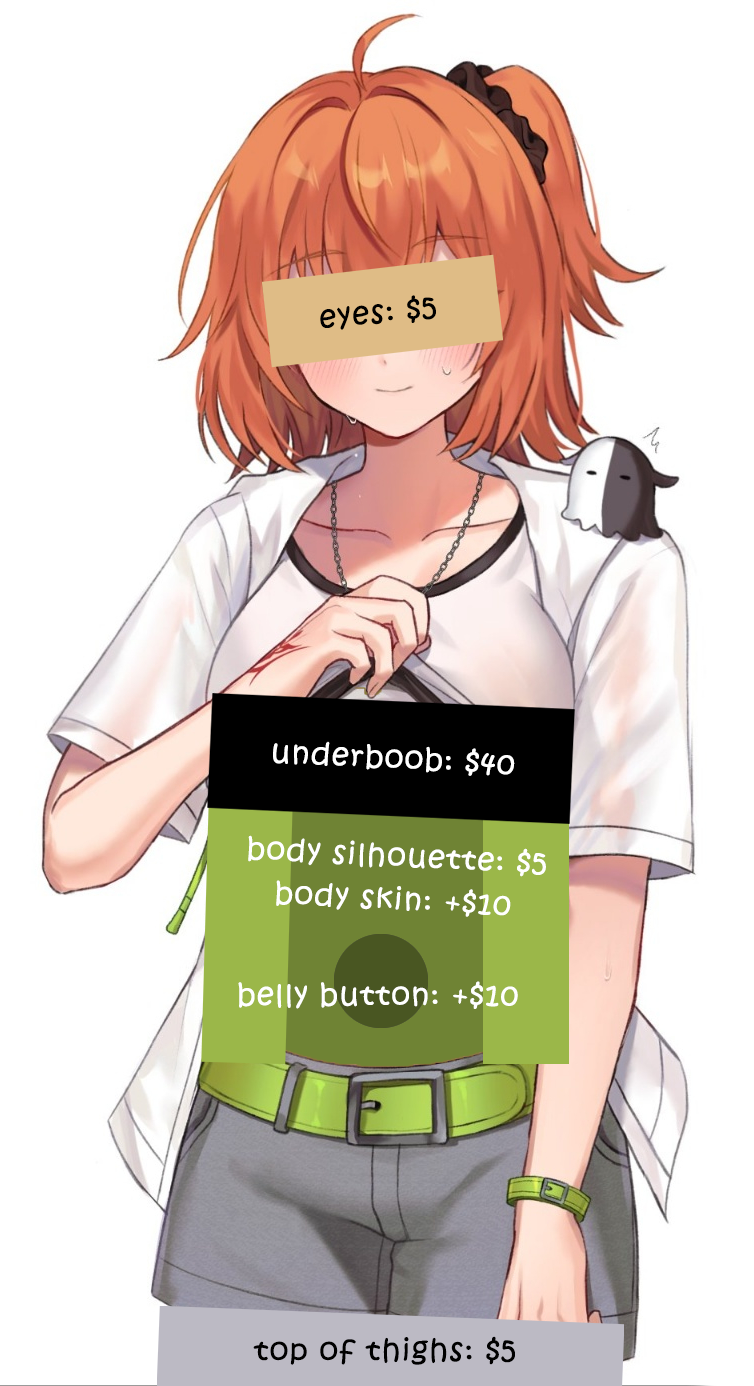 eyes: $5
underboob: $40
body silhouette: $5
body skin: +$10
belly button: +$10
top of thighs: $5